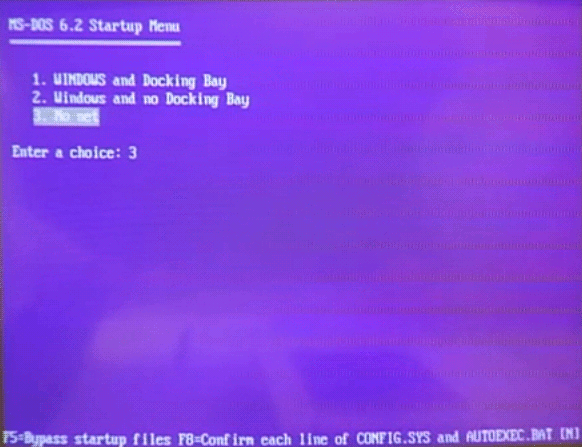 MS-DOS 6.2 Startup Menu
1. WINDOWS and Docking Bay
2. Windows and no Docking Bay
3. No net
Enter a choice: 3
F5=Bypass startup files F8=Confirm each line of CONFIG.SYS and AUTOEXEC.BAT [N]